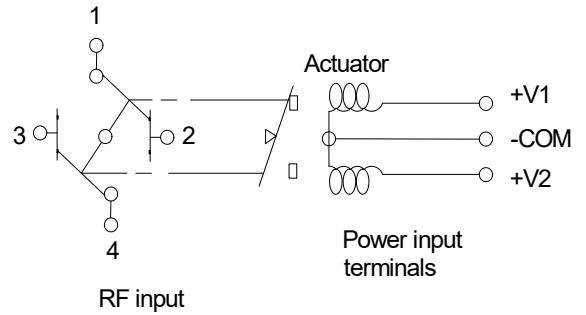 1
Actuator
+V1
3
2
-COM
+V2
4
Power input
terminals
RF input